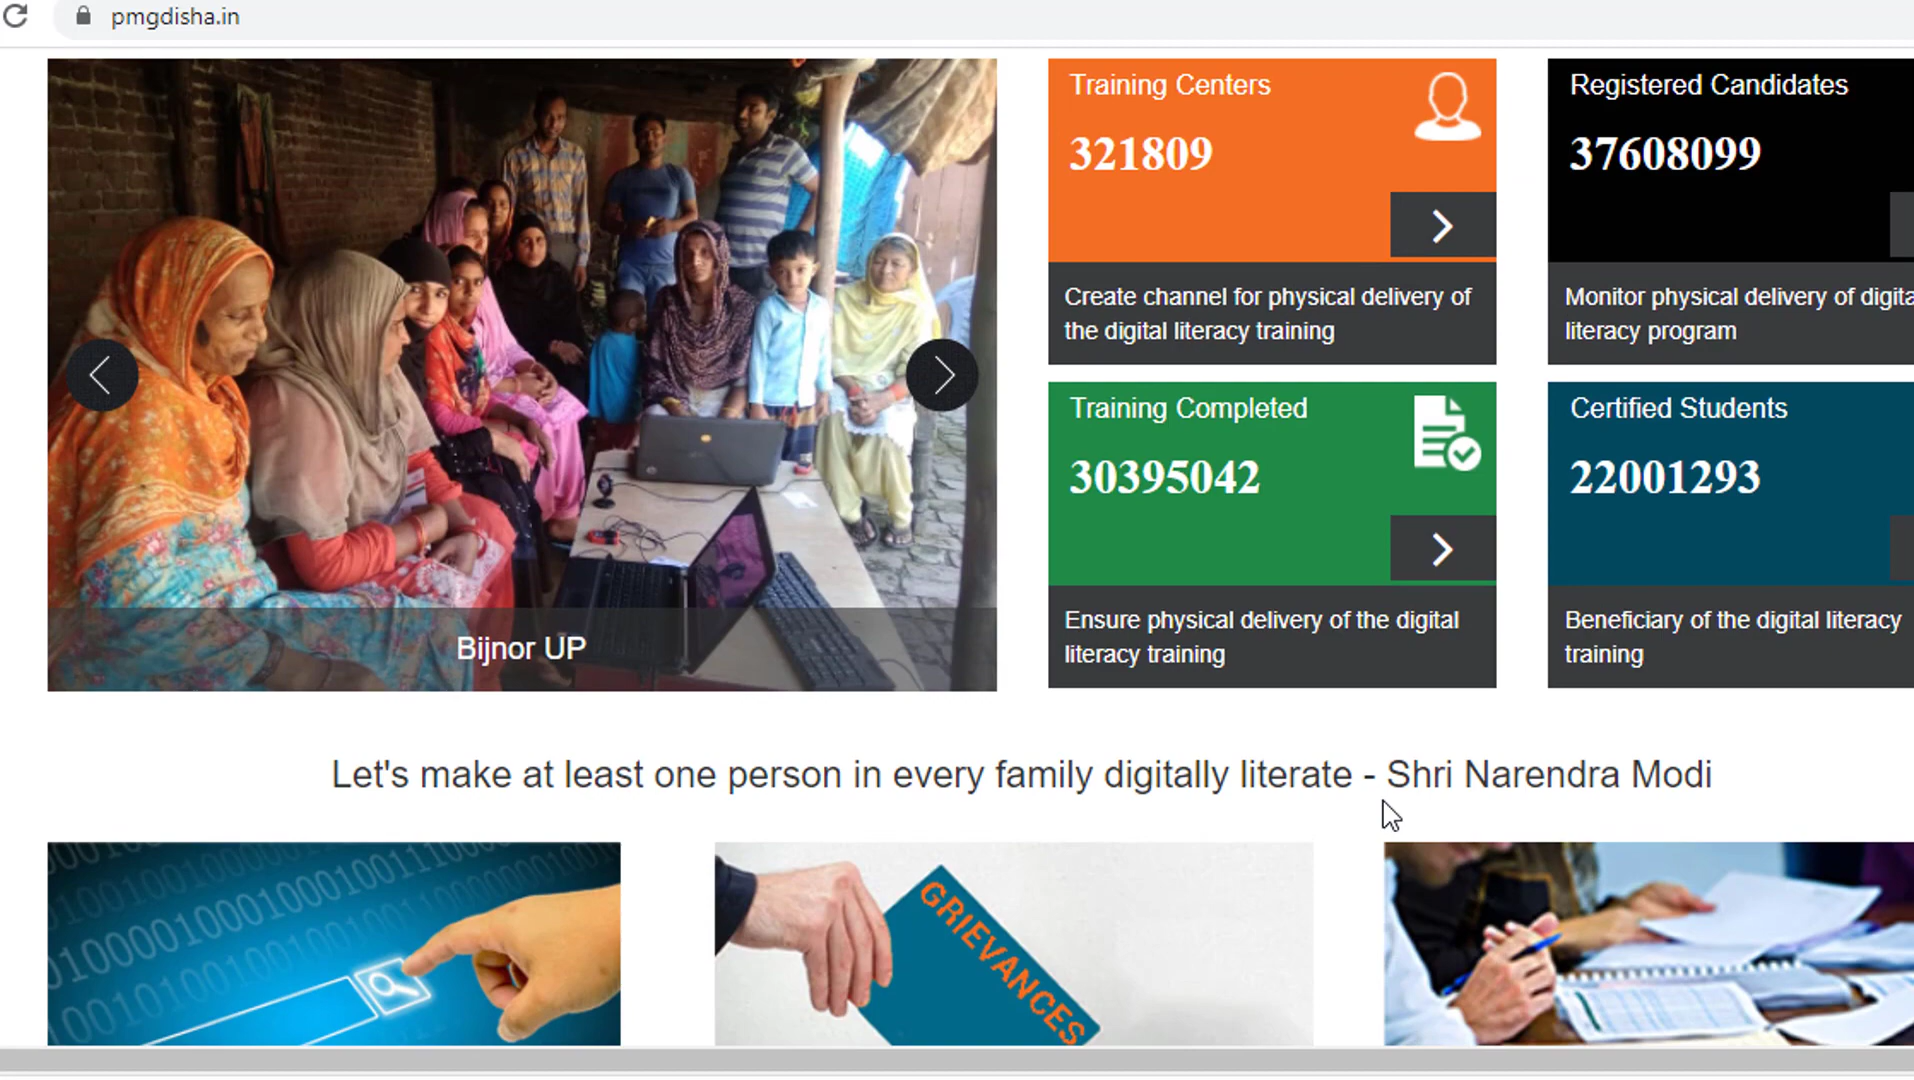 pmgdisha.in
Training Centers
321809
Create channel for physical delivery of
the digital literacy training
Registered Candidates
37608099
Monitor physical delivery of digita
literacy program
Training Completed
30395042
Ensure physical delivery of the digital
literacy training
Certified Students
22001293
Beneficiary of the digital literacy
training
Bijnor UP
Let's make at least one person in every family digitally literate - Shri Narendra Modi
GRIEVANCES